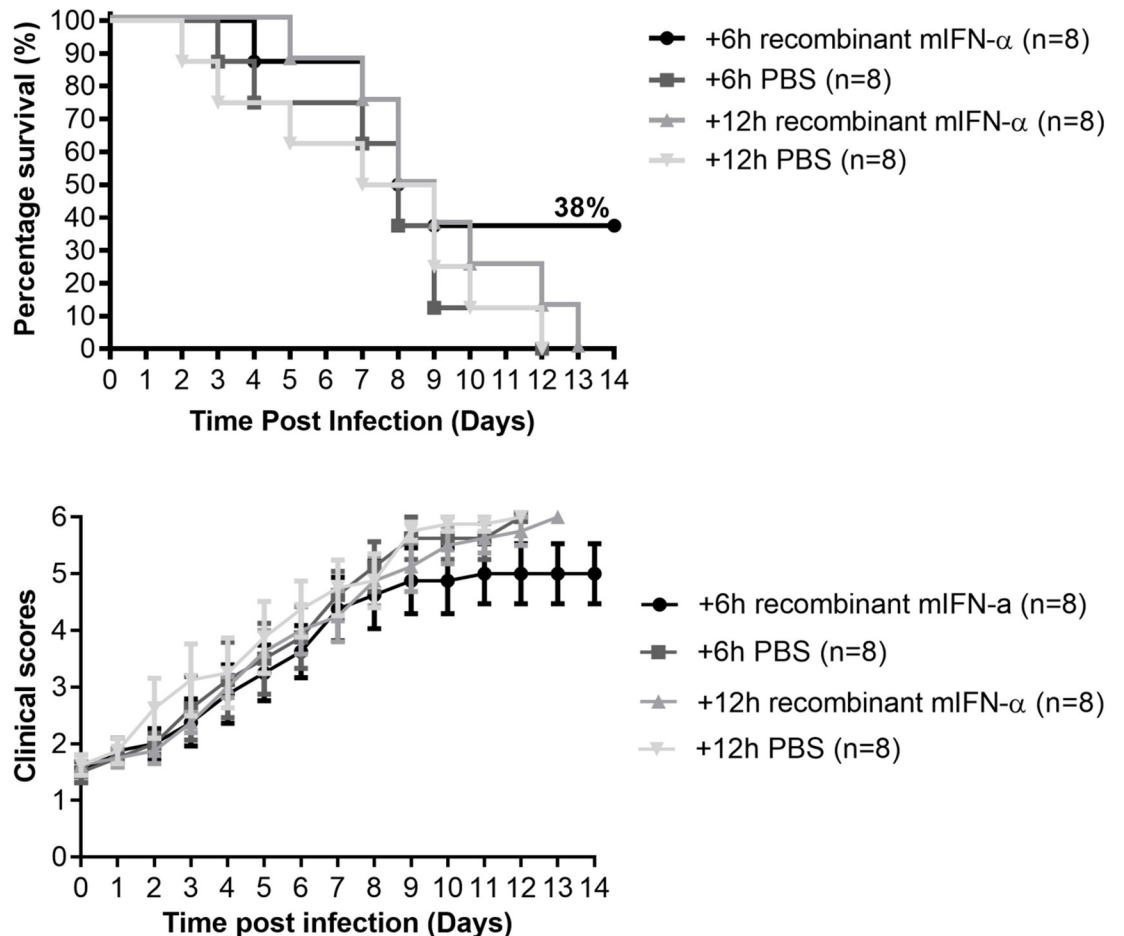 Percentage survival (%)
100
90
80
70
60
50
40
30
20
10
0
38%
0 1 2 3 4 5 6 7 8 9 10 11 12 13 14
Time Post Infection (Days)
+6h recombinant mIFN-α (n=8)
+6h PBS (n=8)
+12h recombinant mIFN-α (n=8)
+12h PBS (n=8)
Clinical scores
6
5
4
3
2
1
0
0 1 2 3 4 5 6 7 8 9 10 11 12 13 14
Time post infection (Days)
+6h recombinant mIFN-a (n=8)
+6h PBS (n=8)
+12h recombinant mIFN-α (n=8)
+12h PBS (n=8)